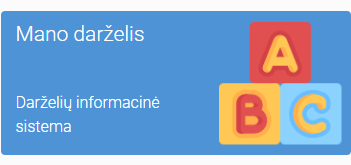 Mano darželis
A
Darželių informacinė
sistema
B C